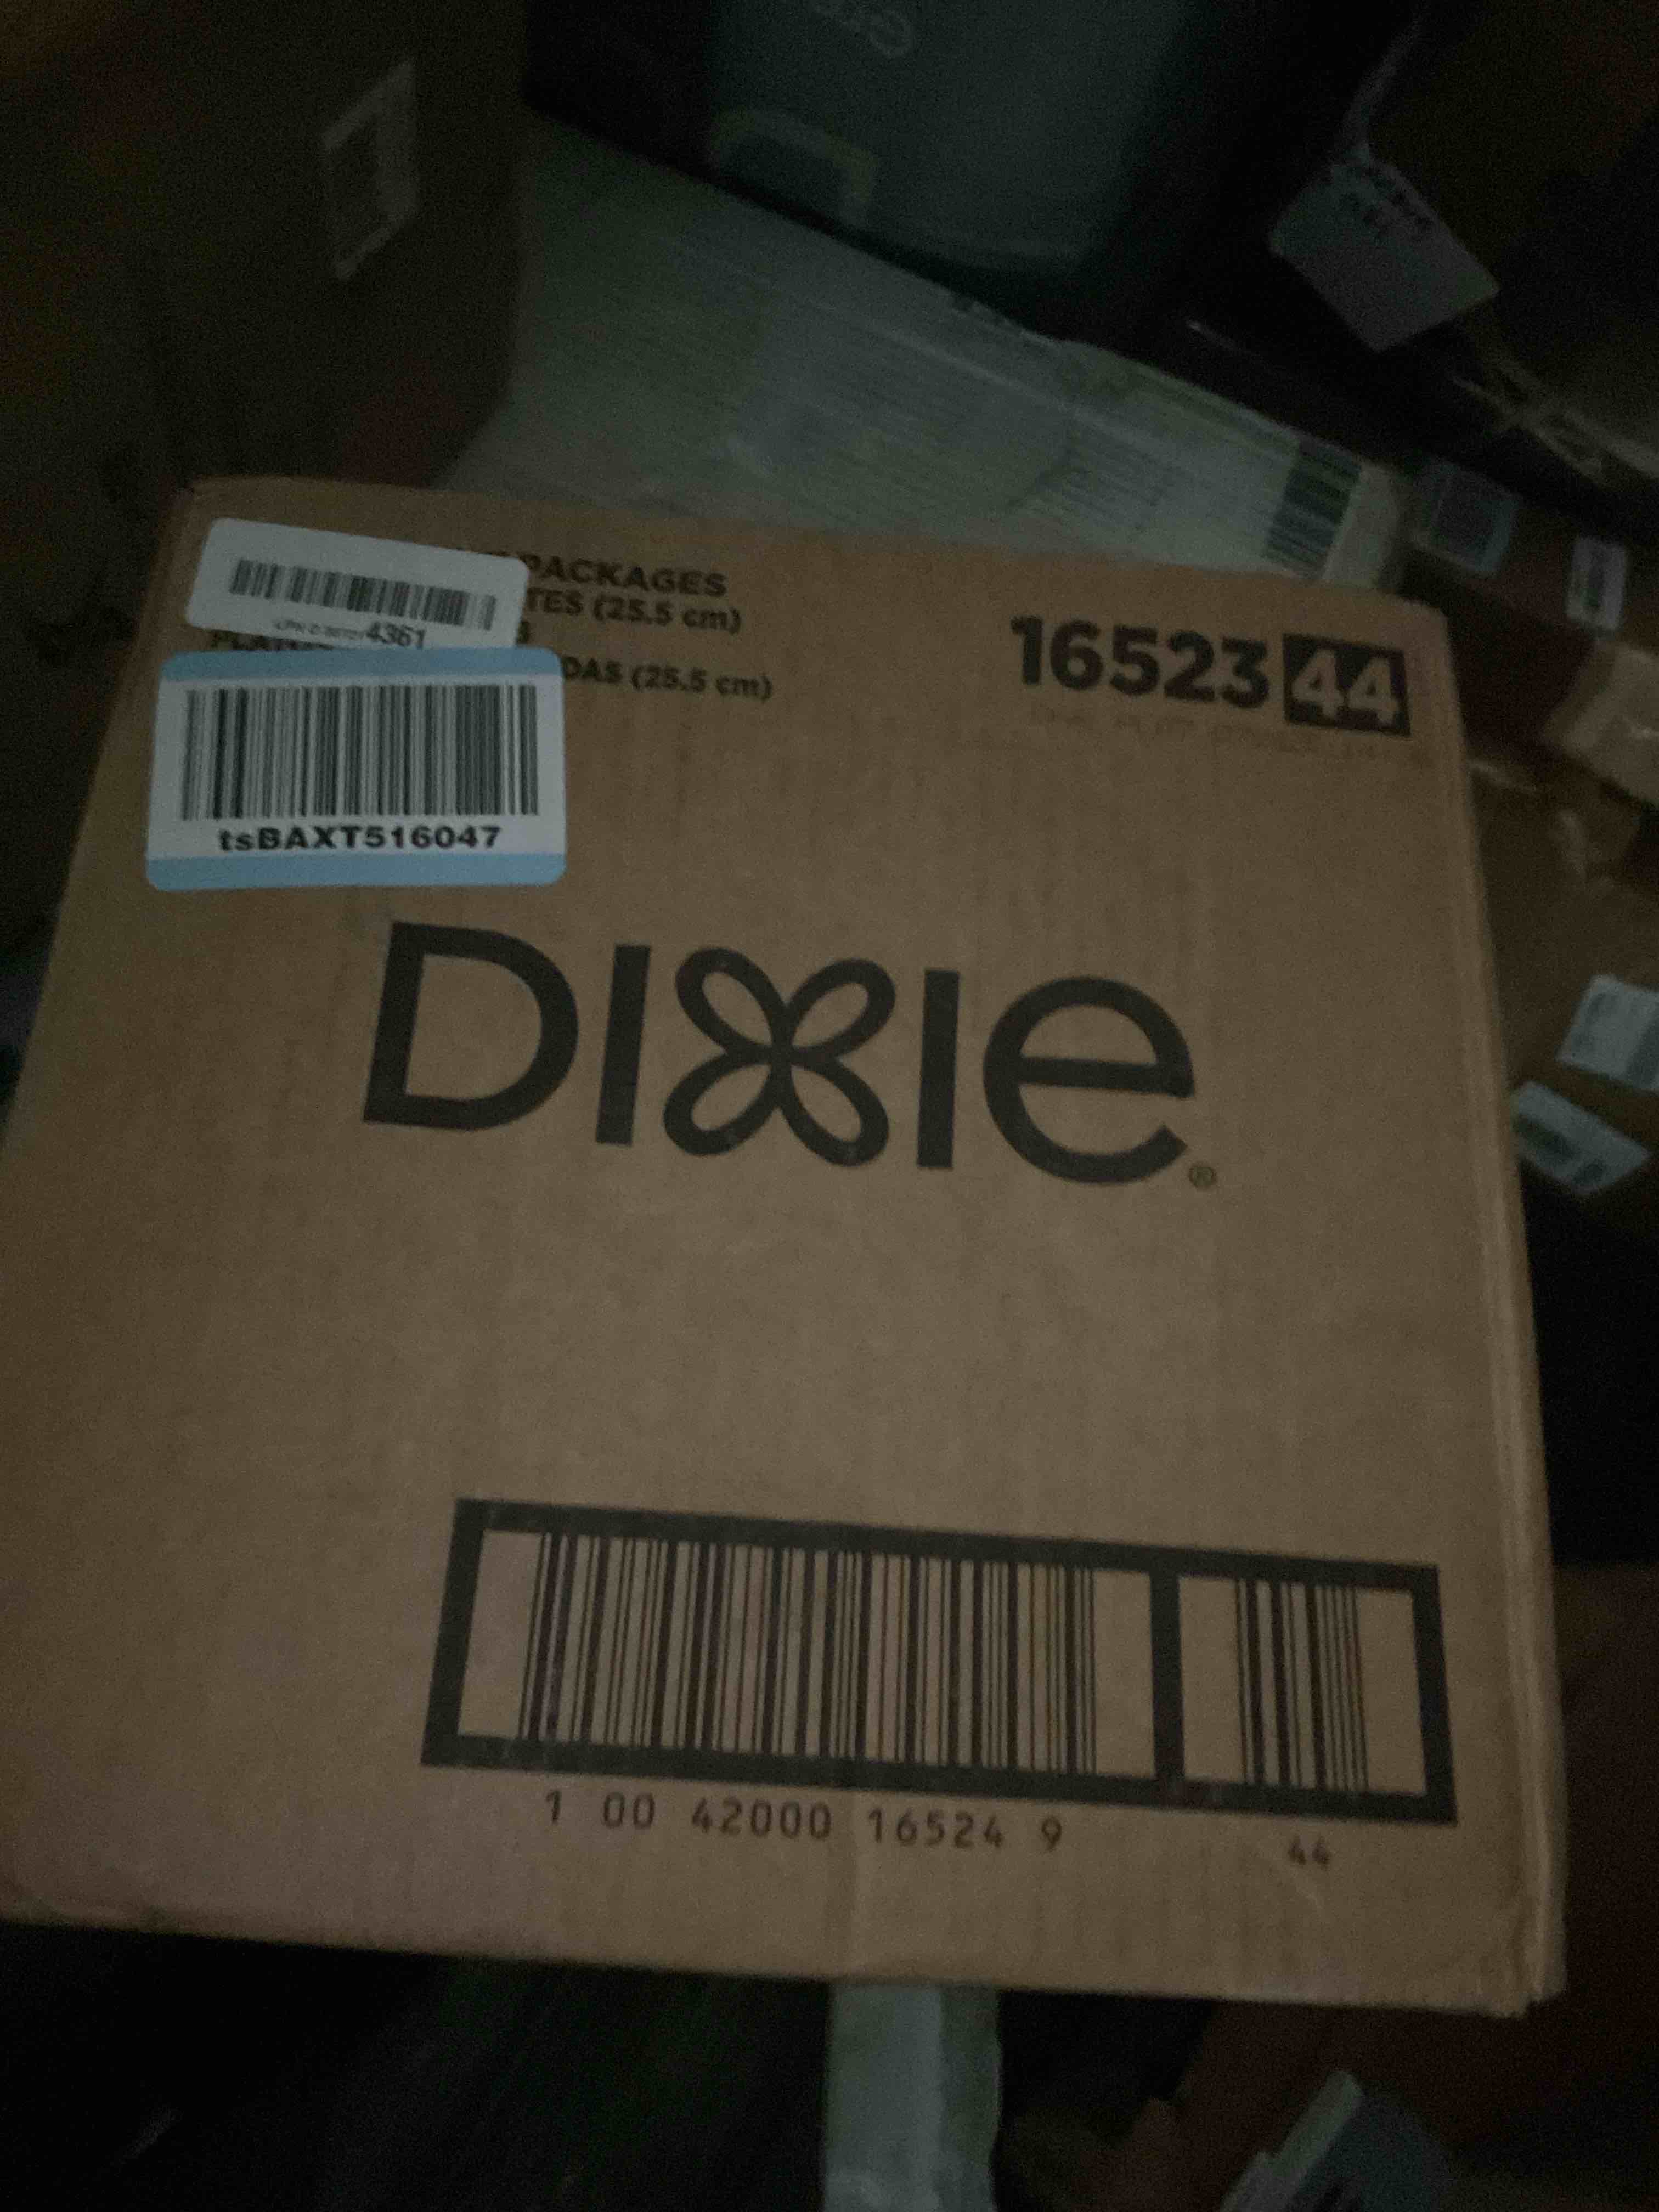 PACKAGES
TES (25.5 cm)
4361
DAS (25.5 cm)
16523 44
tsBAXT516047
DIXIE®
1 00 42000 16524 9
44